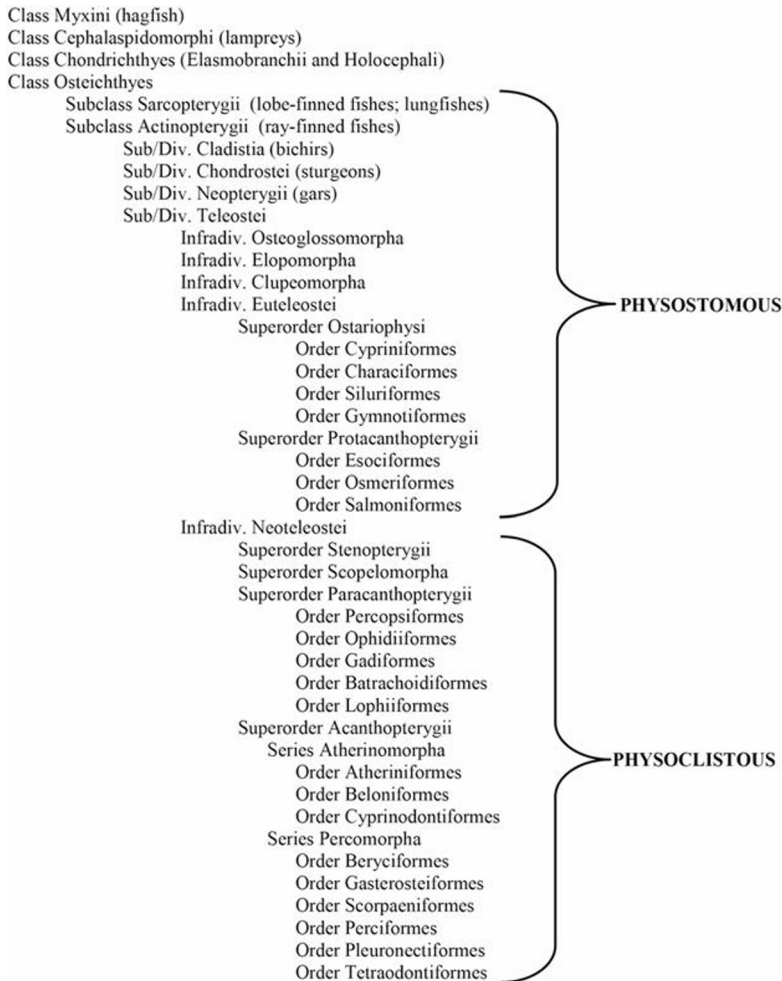 Class Myxini (hagfish)
Class Cephalaspidomorphi (lampreys)
Class Chondrichthyes (Elasmobranchii and Holocephali)
Class Osteichthyes
Subclass Sarcopterygii (lobe-finned fishes; lungfishes)
Subclass Actinopterygii (ray-finned fishes)
Sub/Div. Cladistia (bichirs)
Sub/Div. Chondrostei (sturgeons)
Sub/Div. Neopterygii (gars)
Sub/Div. Teleostei
Infradiv. Osteoglossomorpha
Infradiv. Elopomorpha
Infradiv. Clupeomorpha
Infradiv. Euteleostei
PHYSOSTOMOUS
Superorder Ostariophysi
Order Cypriniformes
Order Characiformes
Order Siluriformes
Order Gymnotiformes
Superorder Protacanthopterygii
Order Esociformes
Order Osmeriformes
Order Salmoniformes
Infradiv. Neoteleostei
Superorder Stenopterygii
Superorder Scopelomorpha
Superorder Paracanthopterygii
Order Percopsiformes
Order Ophidiiformes
Order Gadiformes
Order Batrachoidiformes
Order Lophiiformes
Superorder Acanthopterygii
Series Atherinomorpha
PHYSOCLISTOUS
Order Atheriniformes
Order Beloniformes
Order Cyprinodontiformes
Series Percomorpha
Order Beryciformes
Order Gasterosteiformes
Order Scorpaeniformes
Order Perciformes
Order Pleuronectiformes
Order Tetraodontiformes